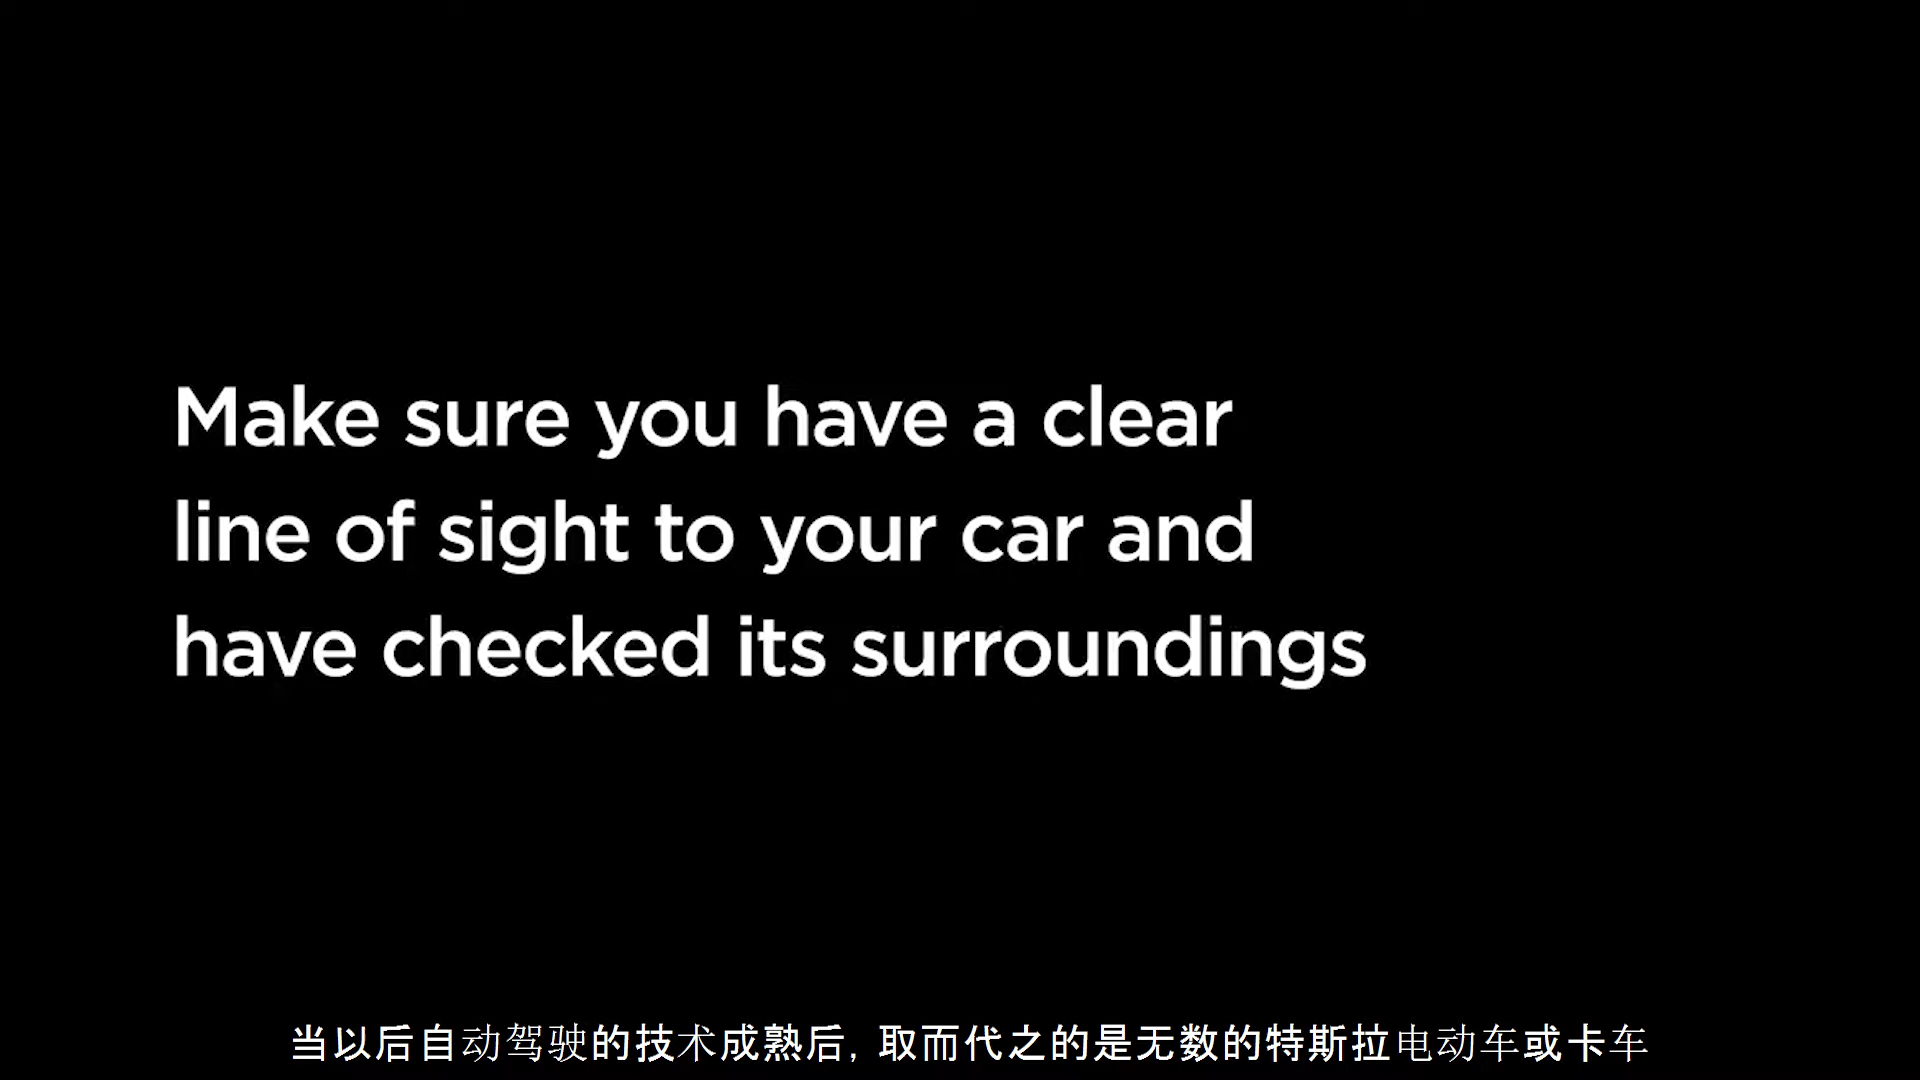 Make sure you have a clear
line of sight to your car and
have checked its surroundings
当以后自动驾驶的技术成熟后, 取而代之的是无数的特斯拉电动车或卡车